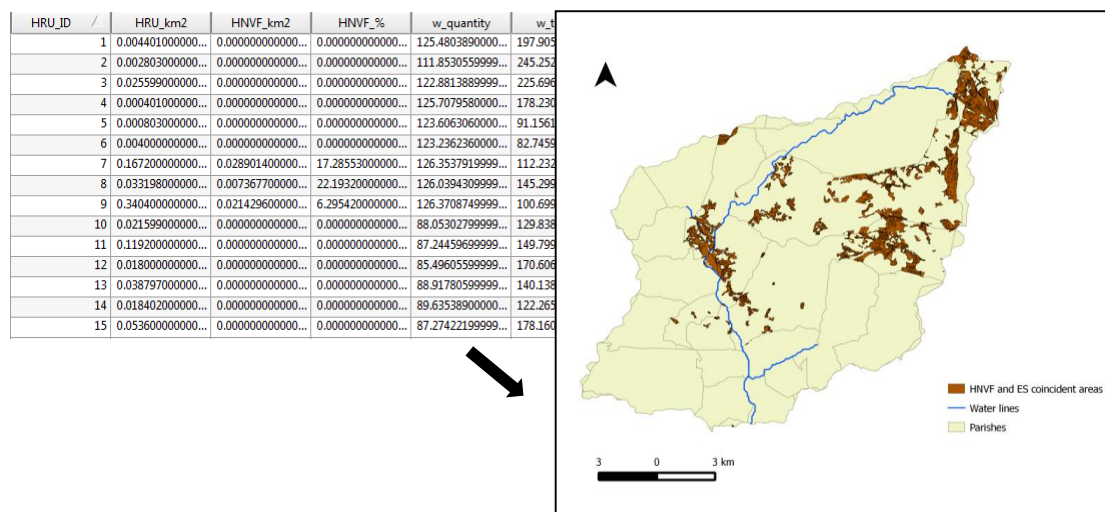 HRU_ID HRU_km2 HNVF_km2 HNVF_% w_quantity w_t
1 0.004401000000... 0.000000000000... 0.000000000000... 125.4803890000... 197.905
2 0.002803000000... 0.000000000000... 0.000000000000... 111.8530559999... 245.252
3 0.025599000000... 0.000000000000... 0.000000000000... 122.8813889999... 225.696
4 0.000401000000... 0.000000000000... 0.000000000000... 125.7079580000... 178.230
5 0.000803000000... 0.000000000000... 0.000000000000... 123.6063060000... 91.1561
6 0.004000000000... 0.000000000000... 0.000000000000... 123.2362360000... 82.7459
7 0.167200000000... 0.028901400000... 17.28553000000... 126.3537919999... 112.232
8 0.033198000000... 0.007367700000... 22.19320000000... 126.0394309999... 145.299
9 0.340400000000... 0.021429600000... 6.295420000000... 126.3708749999... 100.699
10 0.021599000000... 0.000000000000... 0.000000000000... 88.05302799999... 129.838
11 0.119200000000... 0.000000000000... 0.000000000000... 87.24459699999... 149.799
12 0.018000000000... 0.000000000000... 0.000000000000... 85.49605599999... 170.606
13 0.038797000000... 0.000000000000... 0.000000000000... 88.91780599999... 140.138
14 0.018402000000... 0.000000000000... 0.000000000000... 89.63538900000... 122.265
15 0.053600000000... 0.000000000000... 0.000000000000... 87.27422199999... 178.160
HNVF and ES coincident areas
Water lines
Parishes
3 0 3 km